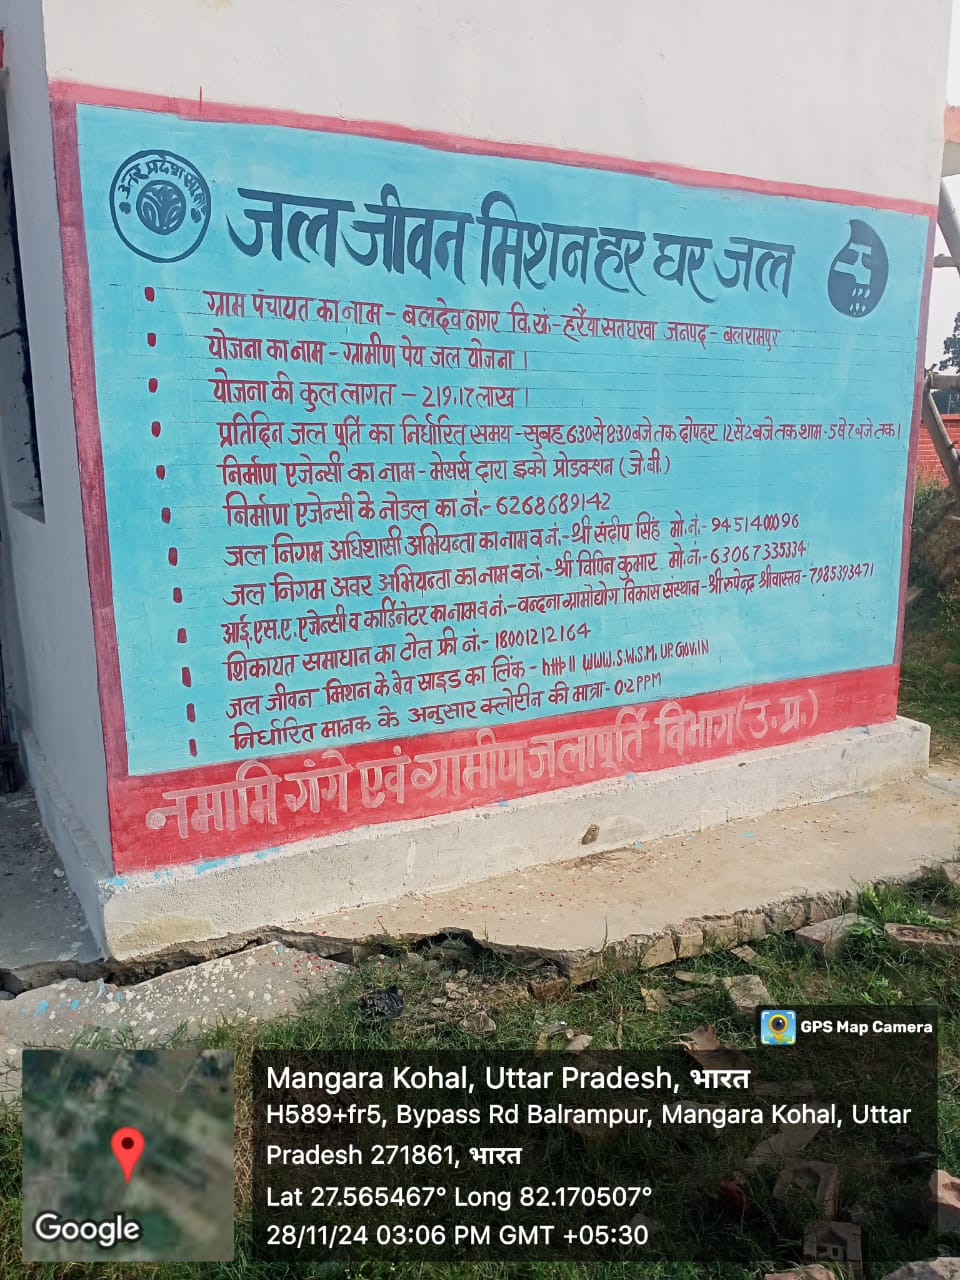 उत्तर प्रदेश
जल जीवन मिशन हर घर जल
ग्राम पंचायत का नाम - बलदेव नगर वि.खं.- हरैया सतघरवा जनपद - बलरामपुर
योजना का नाम - ग्रामीण पेय जल योजना ।
योजना की कुल लागत - 219.17 लाख ।
प्रतिदिन जल पूर्ति का निर्धारित समय - सुबह 6:30 से 8:30 बजे तक दोपहर 12 से 2 बजे तक शाम - 5 से 7 बजे तक ।
निर्माण एजेन्सी का नाम - मेसर्स द्वारा इको प्रोडक्शन (जे.बी.)
निर्माण एजेन्सी के नोडल का नं.- 6268689142
जल निगम अधिशासी अभियन्ता का नाम व नं.- श्री संदीप सिंह मो.नं.- 9451400096
जल निगम अवर अभियन्ता का नाम व नं.- श्री विपिन कुमार मो.नं.- 63067335334
आई.एस.ए.एजेन्सी व कार्डिनेटर का नाम व नं.- वन्दना ग्रामोद्योग विकास संस्थान - श्री रुपेन्द्र श्रीवास्तव - 7985393471
शिकायत समाधान का टोल फ्री नं.- 18001212164
जल जीवन मिशन के बेव साइड का लिंक - http || WWW.S.W.S.M.UP.Gov.IN
निर्धारित मानक के अनुसार क्लोरीन की मात्रा - 0.2 PPM
नमामि गंगे एवं ग्रामीण जलापूर्ति विभाग (उ.प्र.)
GPS Map Camera
Mangara Kohal, Uttar Pradesh, भारत
H589+fr5, Bypass Rd Balrampur, Mangara Kohal, Uttar
Pradesh 271861, भारत
Lat 27.565467° Long 82.170507°
28/11/24 03:06 PM GMT +05:30
Google